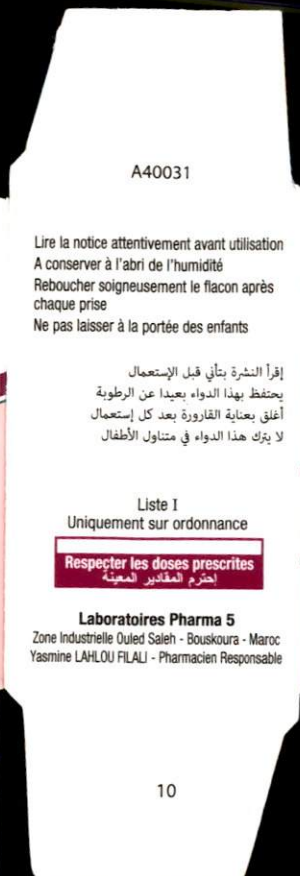 A40031
Lire la notice attentivement avant utilisation
A conserver à l'abri de l'humidité
Reboucher soigneusement le flacon après
chaque prise
Ne pas laisser à la portée des enfants
إقرأ النشرة بتأني قبل الإستعمال
يحتفظ بهذا الدواء بعيدا عن الرطوبة
أغلق بعناية القارورة بعد كل إستعمال
لا يترك هذا الدواء في متناول الأطفال
Liste I
Uniquement sur ordonnance
Respecter les doses prescrites
إحترم المقادير المعينة
Laboratoires Pharma 5
Zone Industrielle Ouled Saleh - Bouskoura - Maroc
Yasmine LAHLOU FILALI - Pharmacien Responsable
10